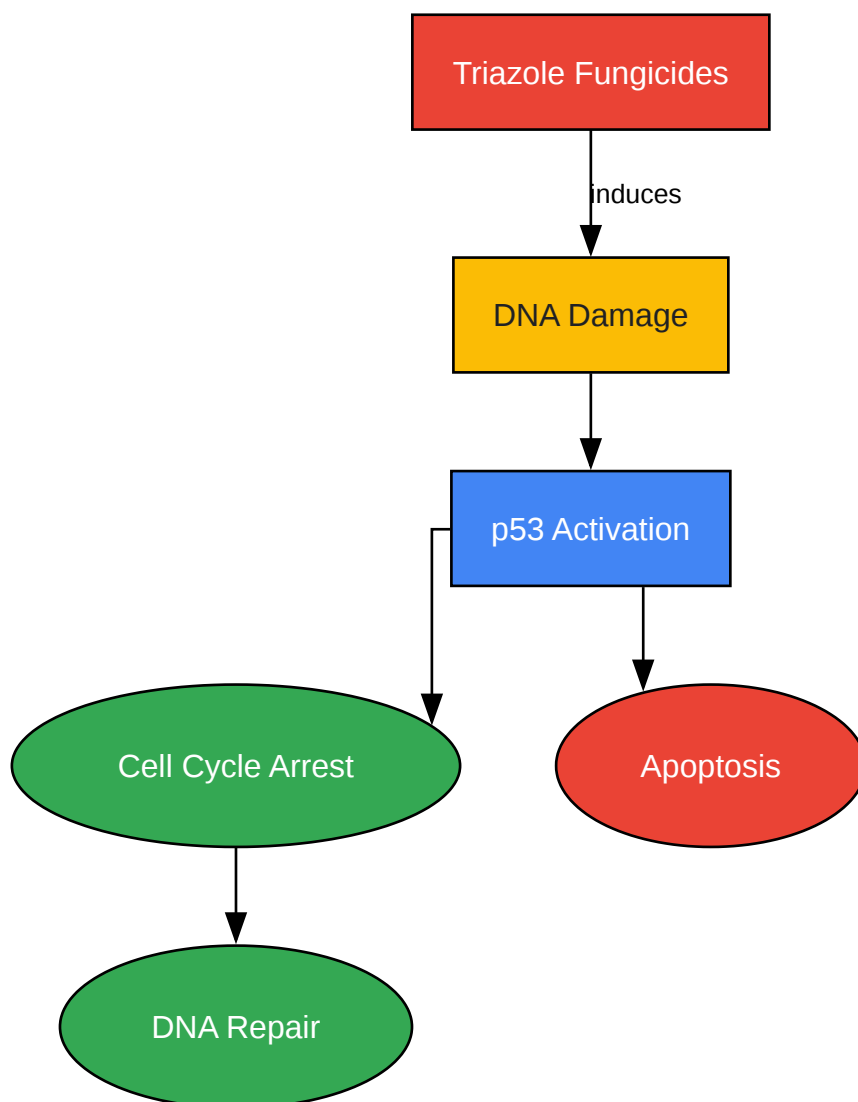 Triazole Fungicides
induces
DNA Damage
p53 Activation
Cell Cycle Arrest
Apoptosis
DNA Repair